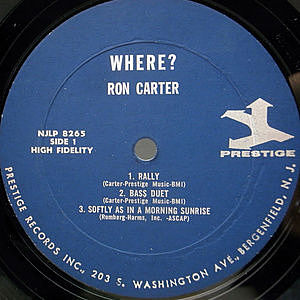 WHERE?
RON CARTER
NJLP 8265
SIDE 1
HIGH FIDELITY
PRESTIGE
1. RALLY
(Carter-Prestige Music-BMI)
2. BASS DUET
(Carter-Prestige Music-BMI)
3. SOFTLY AS IN A MORNING SUNRISE
(Romberg-Harms, Inc. -ASCAP)
PRESTIGE RECORDS INC., 203 S. WASHINGTON AVE., BERGENFIELD, N. J.